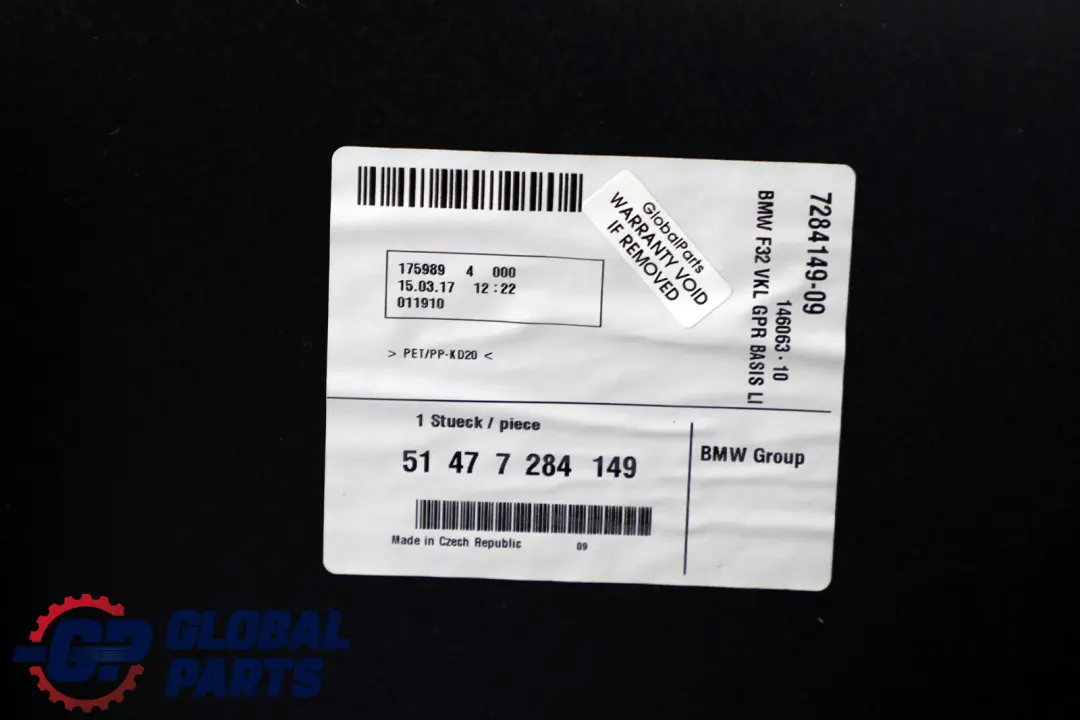 175989 4 000
15.03.17 12:22
011910
> PET/PP-KD20 <
GlobalParts
WARRANTY VOID
IF REMOVED
7284149-09
146063 · 10
BMW F32 VKL GPR BASIS LI
1 Stueck / piece
51 47 7 284 149
Made in Czech Republic 09
BMW Group
GP GLOBAL
PARTS